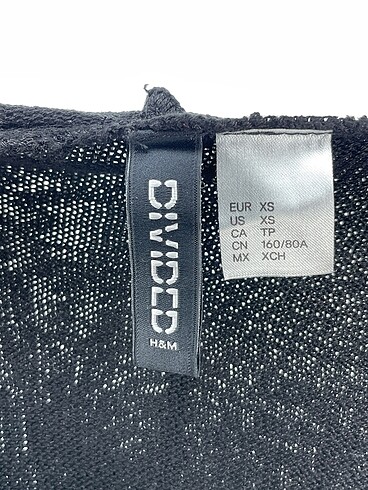 DIVIDED
H&M
EUR XS
US XS
CA TP
CN 160/80A
MX XCH